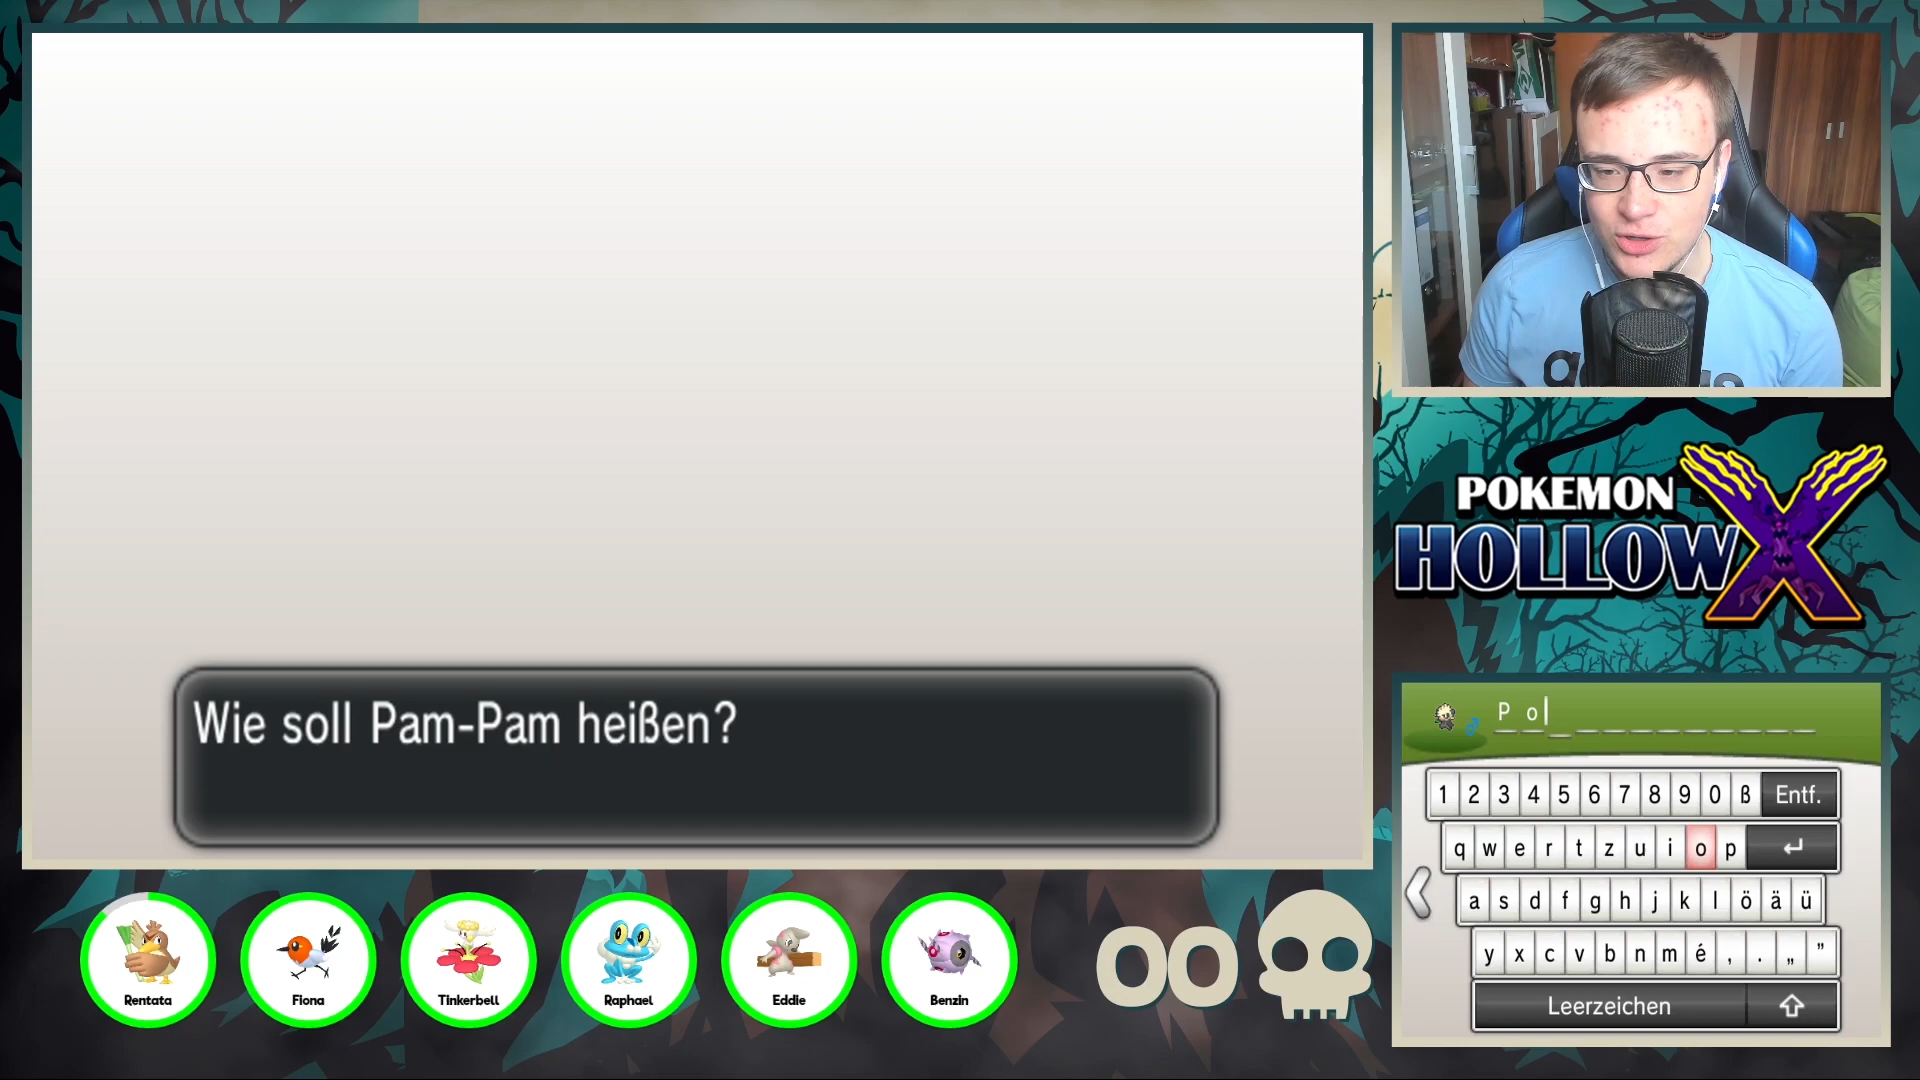 POKEMON
HOLLOW X
Wie soll Pam-Pam heißen?
Po
1 2 3 4 5 6 7 8 9 0 ß Entf.
q w e r t z u i o p
a s d f g h j k l ö ä ü
y x c v b n m é , . „ ”
Leerzeichen
Rentata
Fiona
Tinkerbell
Raphael
Eddie
Benzin
00